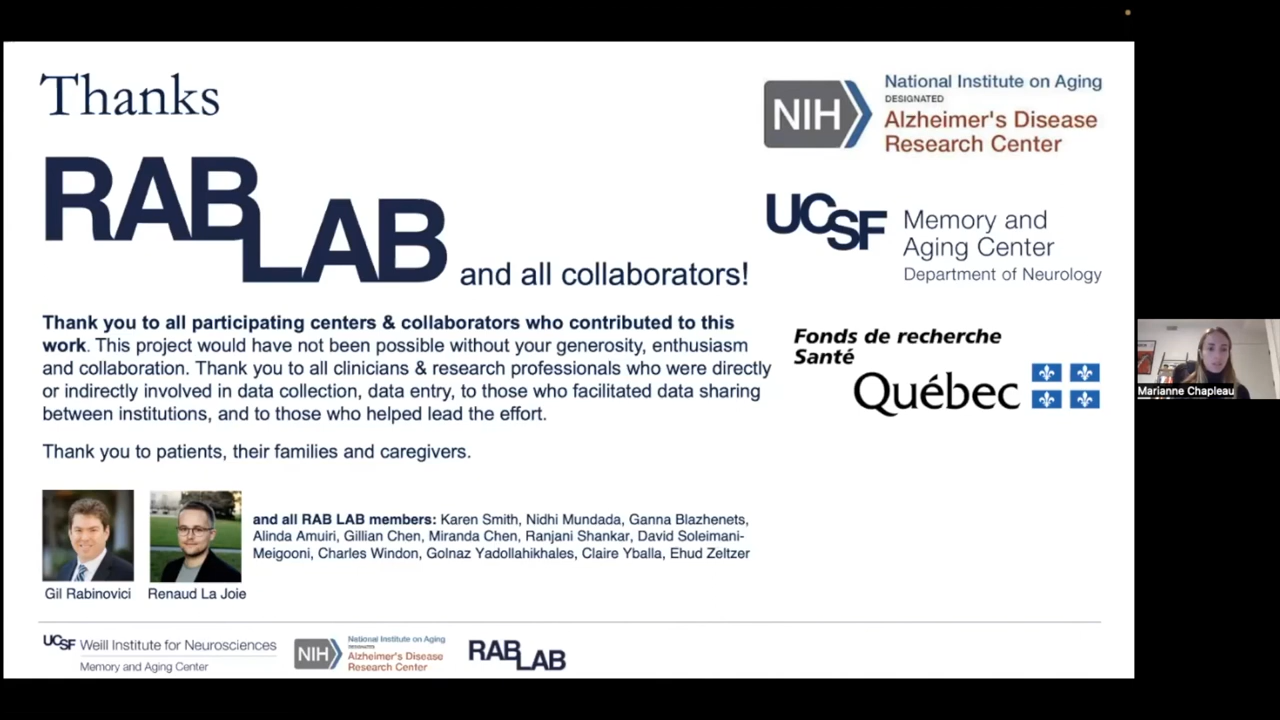 Thanks
RAB
LAB and all collaborators!
NIH
National Institute on Aging
DESIGNATED
Alzheimer's Disease
Research Center
UCSF
Memory and
Aging Center
Department of Neurology
Thank you to all participating centers & collaborators who contributed to this
work. This project would have not been possible without your generosity, enthusiasm
and collaboration. Thank you to all clinicians & research professionals who were directly
or indirectly involved in data collection, data entry, to those who facilitated data sharing
between institutions, and to those who helped lead the effort.
Thank you to patients, their families and caregivers.
Fonds de recherche
Santé
Québec
Marianne Chapleau
and all RAB LAB members: Karen Smith, Nidhi Mundada, Ganna Blazhenets,
Alinda Amuiri, Gillian Chen, Miranda Chen, Ranjani Shankar, David Soleimani-
Meigooni, Charles Windon, Golnaz Yadollahikhales, Claire Yballa, Ehud Zeltzer
Gil Rabinovici
Renaud La Joie
UCSF Weill Institute for Neurosciences
Memory and Aging Center
NIH
National Institute on Aging
DESIGNATED
Alzheimer's Disease
Research Center
RAB
LAB